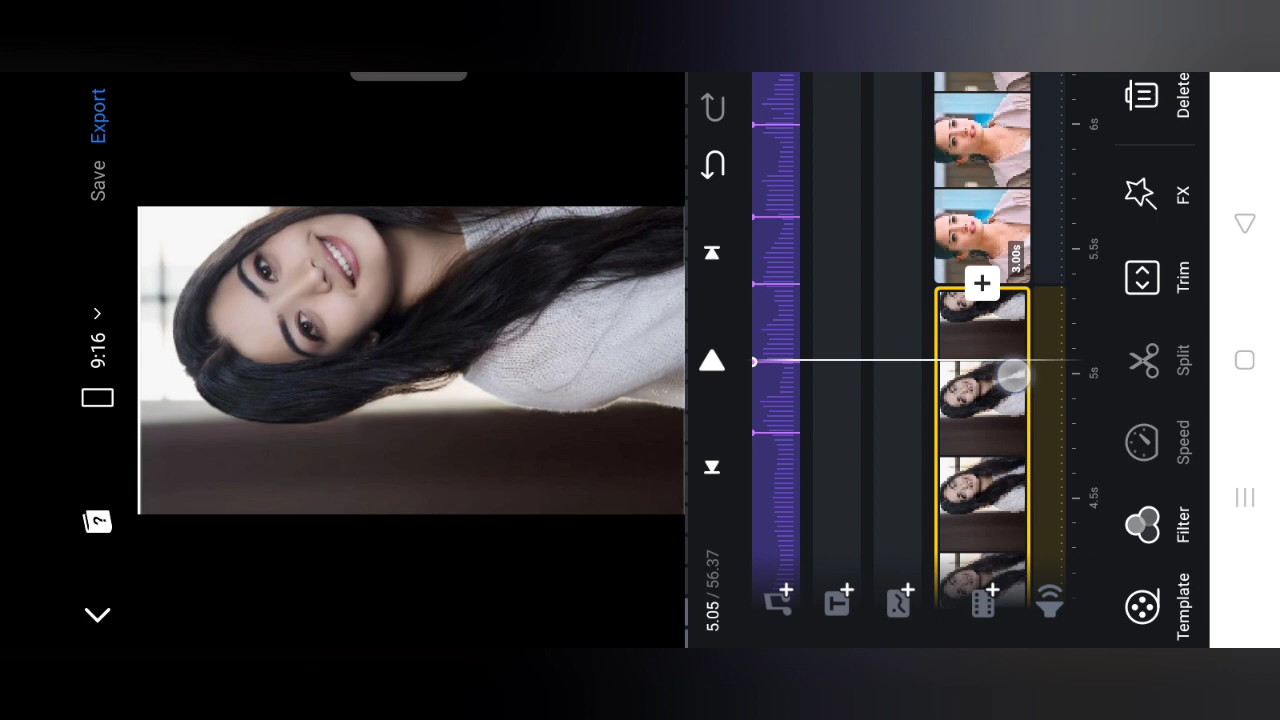 Save Export
9:16
?
5.05 / 56.37
T
3.00s
4.5s 5s 5.5s 6s
Template Filter Speed Split Trim FX Delete